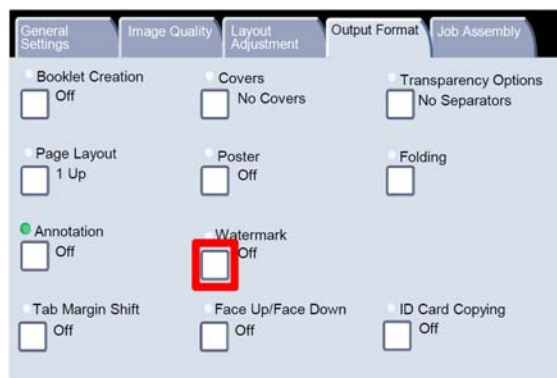 General Settings
Image Quality
Layout Adjustment
Output Format
Job Assembly
Booklet Creation
Off
Covers
No Covers
Transparency Options
No Separators
Page Layout
1 Up
Poster
Off
Folding
Annotation
Off
Watermark
Off
Tab Margin Shift
Off
Face Up/Face Down
Off
ID Card Copying
Off